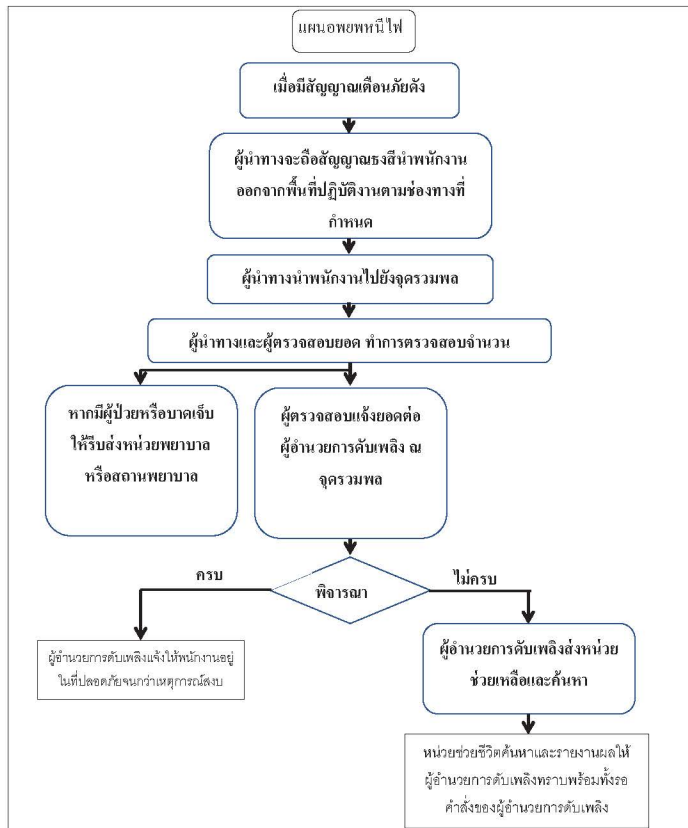 แผนอพยพหนีไฟ
เมื่อมีสัญญาณเตือนภัยดัง
ผู้นำทางจะถือสัญญาณธงสีนำพนักงาน
ออกจากพื้นที่ปฏิบัติงานตามช่องทางที่
กำหนด
ผู้นำทางนำพนักงานไปยังจุดรวมพล
ผู้นำทางและผู้ตรวจสอบยอด ทำการตรวจสอบจำนวน
หากมีผู้ป่วยหรือบาดเจ็บ
ให้รีบส่งหน่วยพยาบาล
หรือสถานพยาบาล
ผู้ตรวจสอบแจ้งยอดต่อ
ผู้อำนวยการดับเพลิง ณ
จุดรวมพล
ครบ
พิจารณา
ไม่ครบ
ผู้อำนวยการดับเพลิงแจ้งให้พนักงานอยู่
ในที่ปลอดภัยจนกว่าเหตุการณ์สงบ
ผู้อำนวยการดับเพลิงส่งหน่วย
ช่วยเหลือและค้นหา
หน่วยช่วยชีวิตค้นหาและรายงานผลให้
ผู้อำนวยการดับเพลิงทราบพร้อมทั้งรอ
คำสั่งของผู้อำนวยการดับเพลิง